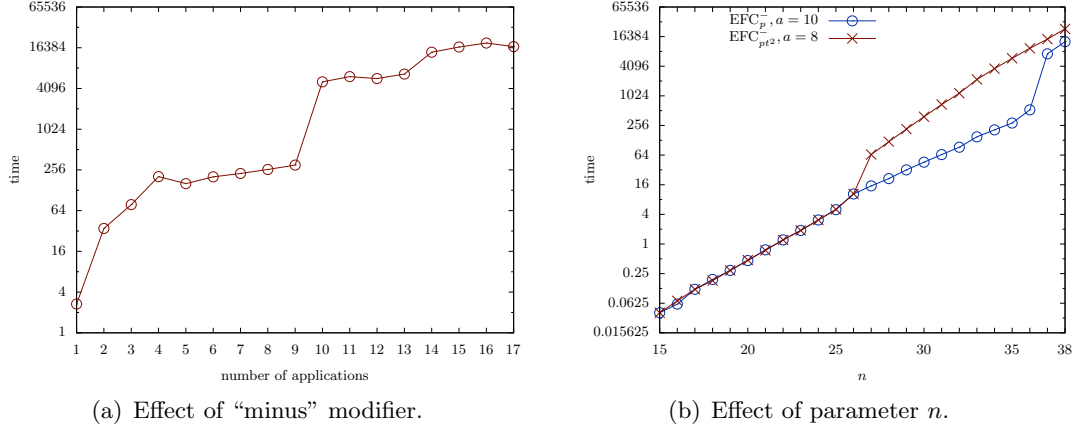 65536
16384
4096
1024
256
64
16
4
1
time
1 2 3 4 5 6 7 8 9 10 11 12 13 14 15 16 17
number of applications
(a) Effect of “minus” modifier.
65536
16384
4096
1024
256
64
16
4
1
0.25
0.0625
0.015625
time
EFC⁻ₚ, a = 10
EFC⁻ₚₜ₂, a = 8
15 20 25 30 35 38
n
(b) Effect of parameter n.